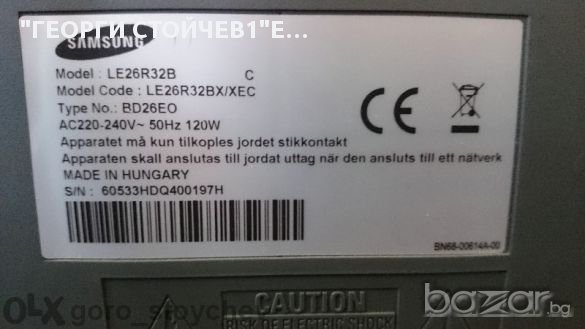 "ГЕОРГИ СТОЙЧЕВ1"Е...
SAMSUNG
Model : LE26R32B C
Model Code : LE26R32BX/XEC
Type No.: BD26EO
AC220-240V~ 50Hz 120W
Apparatet må kun tilkoples jordet stikkontakt
Apparaten skall anslutas till jordat uttag när den ansluts till ett nätverk
MADE IN HUNGARY
S/N : 60533HDQ400197H
CE
BN68-00614A-00
CAUTION
RISK OF ELECTRIC SHOCK
OLX
bazar.bg